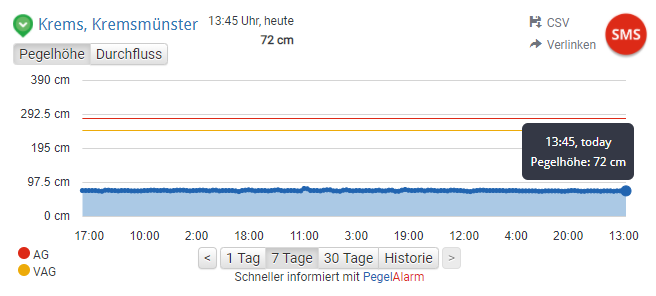 Krems, Kremsmünster
13:45 Uhr, heute
72 cm
CSV
Verlinken
SMS
Pegelhöhe Durchfluss
390 cm
292.5 cm
195 cm
97.5 cm
0 cm
13:45, today
Pegelhöhe: 72 cm
17:00 10:00 2:00 18:00 11:00 3:00 19:00 12:00 4:00 20:00 13:00
AG
VAG
< 1 Tag 7 Tage 30 Tage Historie >
Schneller informiert mit PegelAlarm